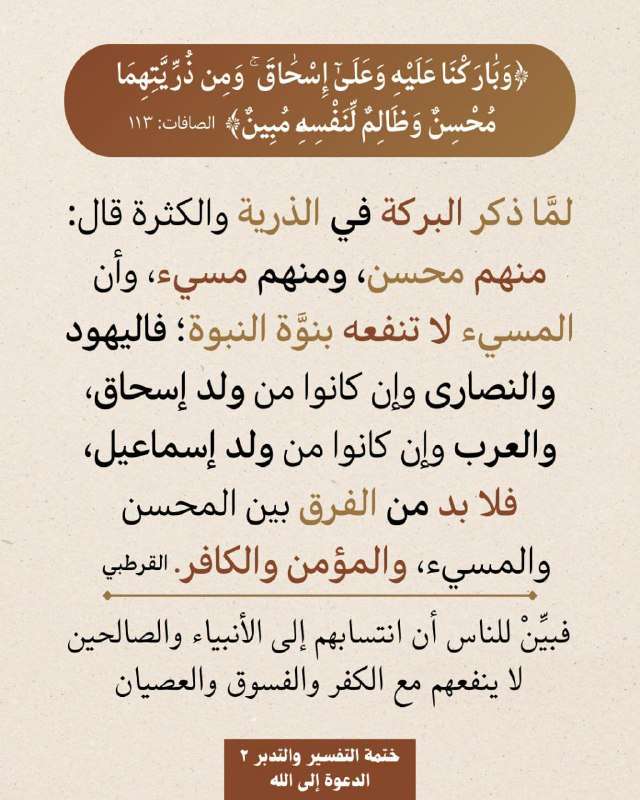 ﴿وَبَٰرَكْنَا عَلَيْهِ وَعَلَىٰٓ إِسْحَٰقَ ۚ وَمِن ذُرِّيَّتِهِمَا
مُحْسِنٌ وَظَالِمٌ لِّنَفْسِهِۦ مُبِينٌ﴾ الصافات: ١١٣
لمَّا ذكر البركة في الذرية والكثرة قال:
منهم محسن، ومنهم مسيء، وأن
المسيء لا تنفعه بنوَّة النبوة؛ فاليهود
والنصارى وإن كانوا من ولد إسحاق،
والعرب وإن كانوا من ولد إسماعيل،
فلا بد من الفرق بين المحسن
والمسيء، والمؤمن والكافر. القرطبي
فبيِّنْ للناس أن انتسابهم إلى الأنبياء والصالحين
لا ينفعهم مع الكفر والفسوق والعصيان
ختمة التفسير والتدبر ٢
الدعوة إلى الله